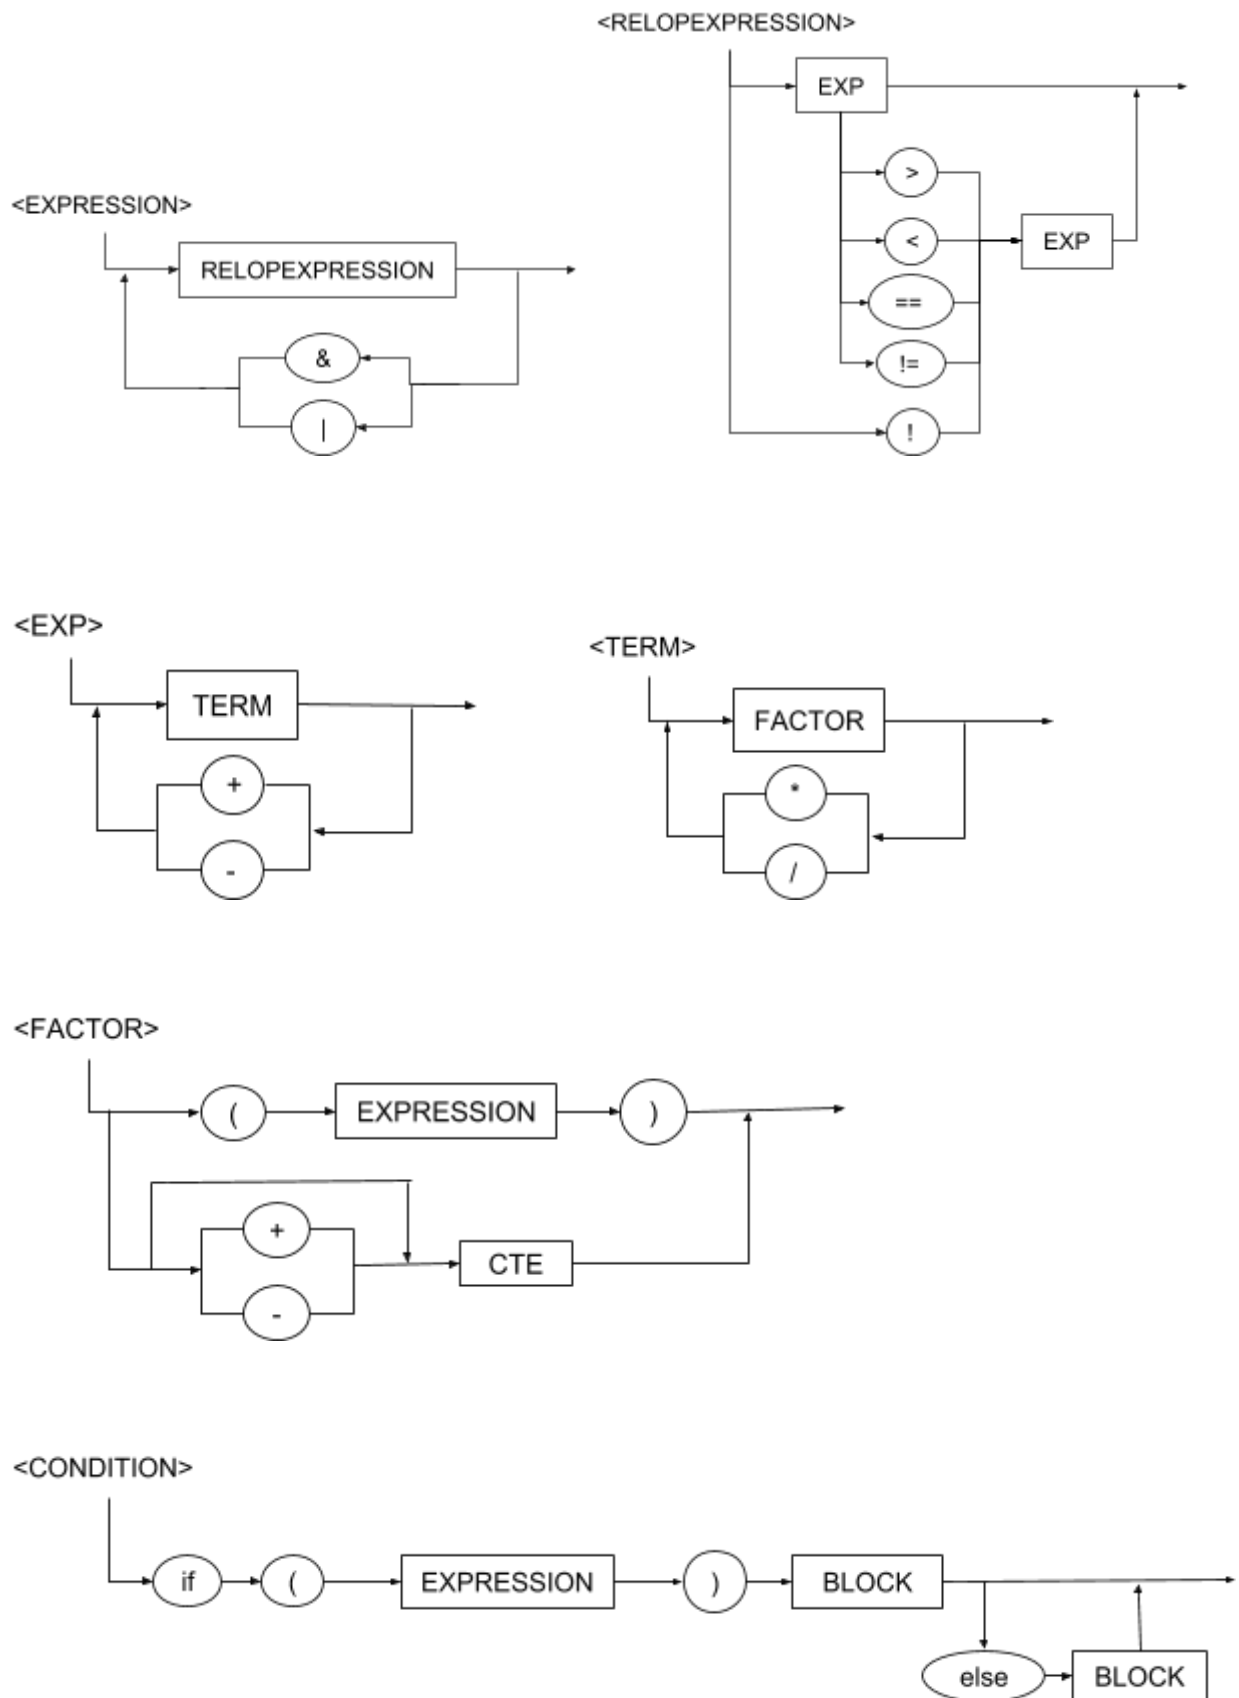 <RELOPEXPRESSION>
EXP
>
<
==
!=
!
EXP
<EXPRESSION>
RELOPEXPRESSION
&
|
<EXP>
TERM
+
-
<TERM>
FACTOR
*
/
<FACTOR>
( EXPRESSION )
+
-
CTE
<CONDITION>
if ( EXPRESSION ) BLOCK
else BLOCK